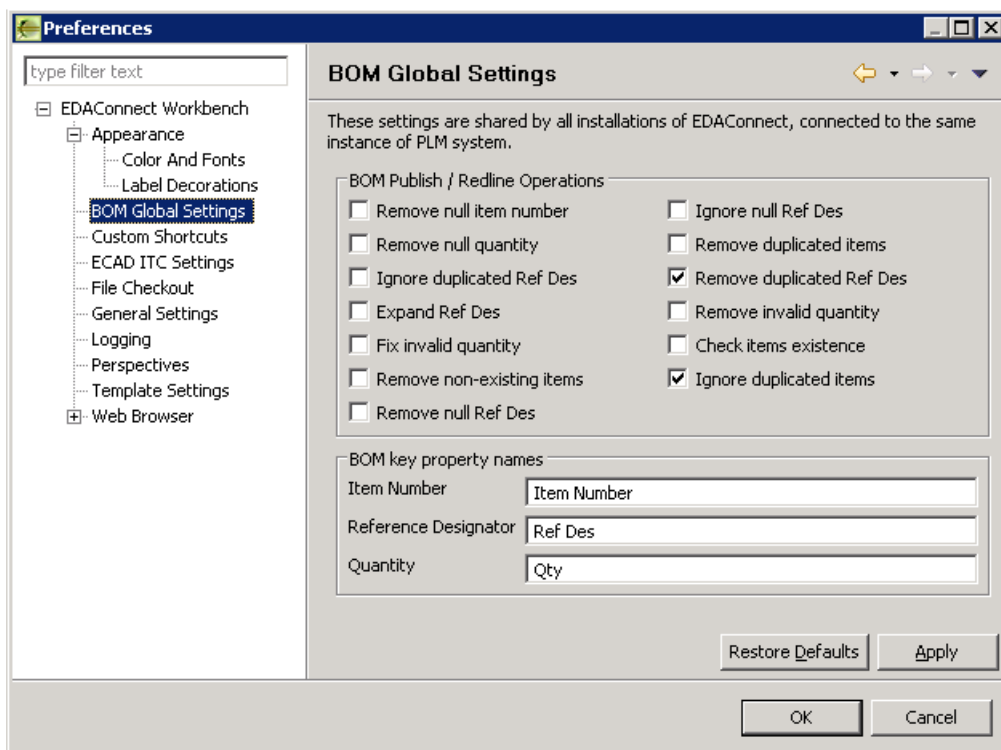 Preferences
type filter text
EDAConnect Workbench
Appearance
Color And Fonts
Label Decorations
BOM Global Settings
Custom Shortcuts
ECAD ITC Settings
File Checkout
General Settings
Logging
Perspectives
Template Settings
Web Browser
BOM Global Settings
These settings are shared by all installations of EDAConnect, connected to the same
instance of PLM system.
BOM Publish / Redline Operations
Remove null item number
Ignore null Ref Des
Remove null quantity
Remove duplicated items
Ignore duplicated Ref Des
Remove duplicated Ref Des
Expand Ref Des
Remove invalid quantity
Fix invalid quantity
Check items existence
Remove non-existing items
Ignore duplicated items
Remove null Ref Des
BOM key property names
Item Number Item Number
Reference Designator Ref Des
Quantity Qty
Restore Defaults Apply
OK Cancel